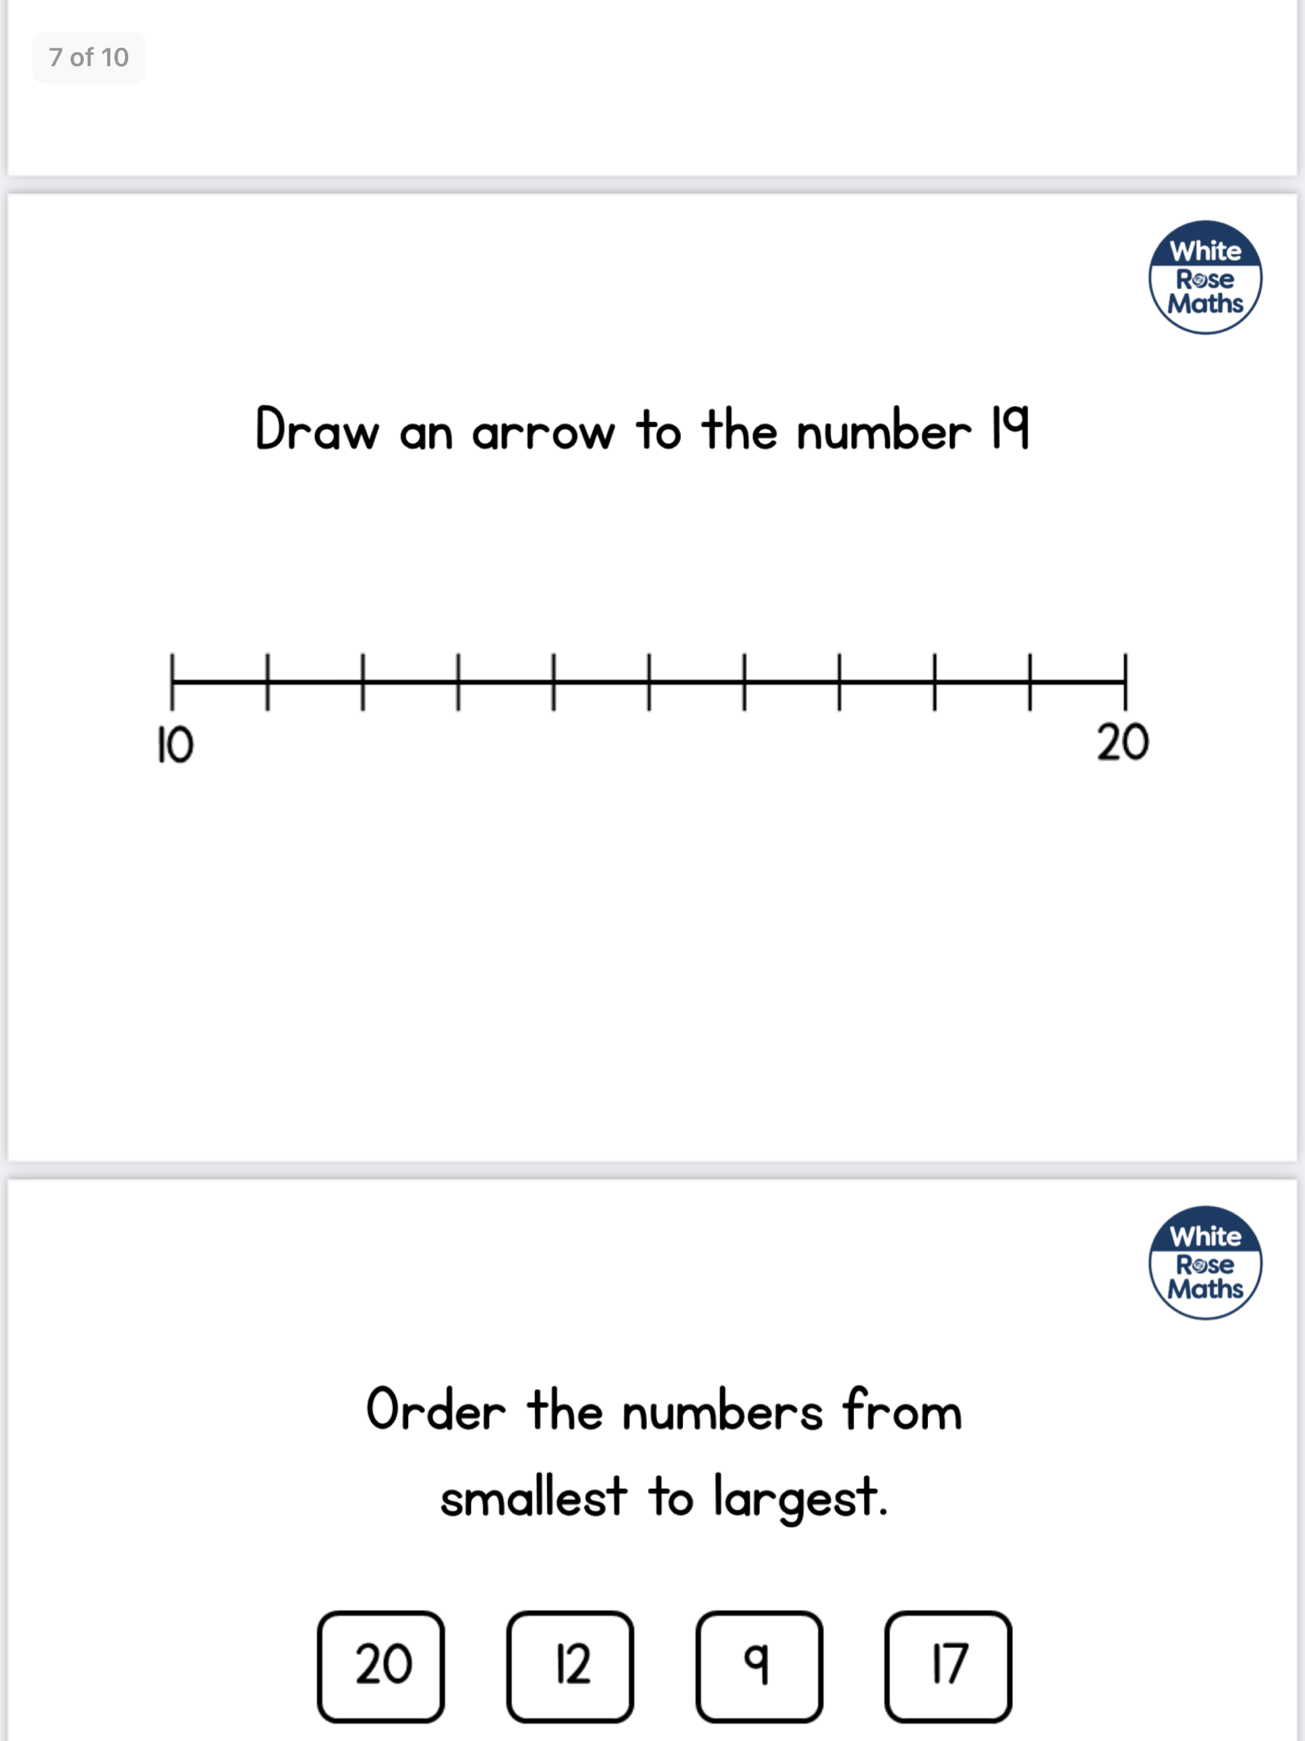 7 of 10
White
Rose
Maths
Draw an arrow to the number 19
10 20
White
Rose
Maths
Order the numbers from
smallest to largest.
20 12 9 17